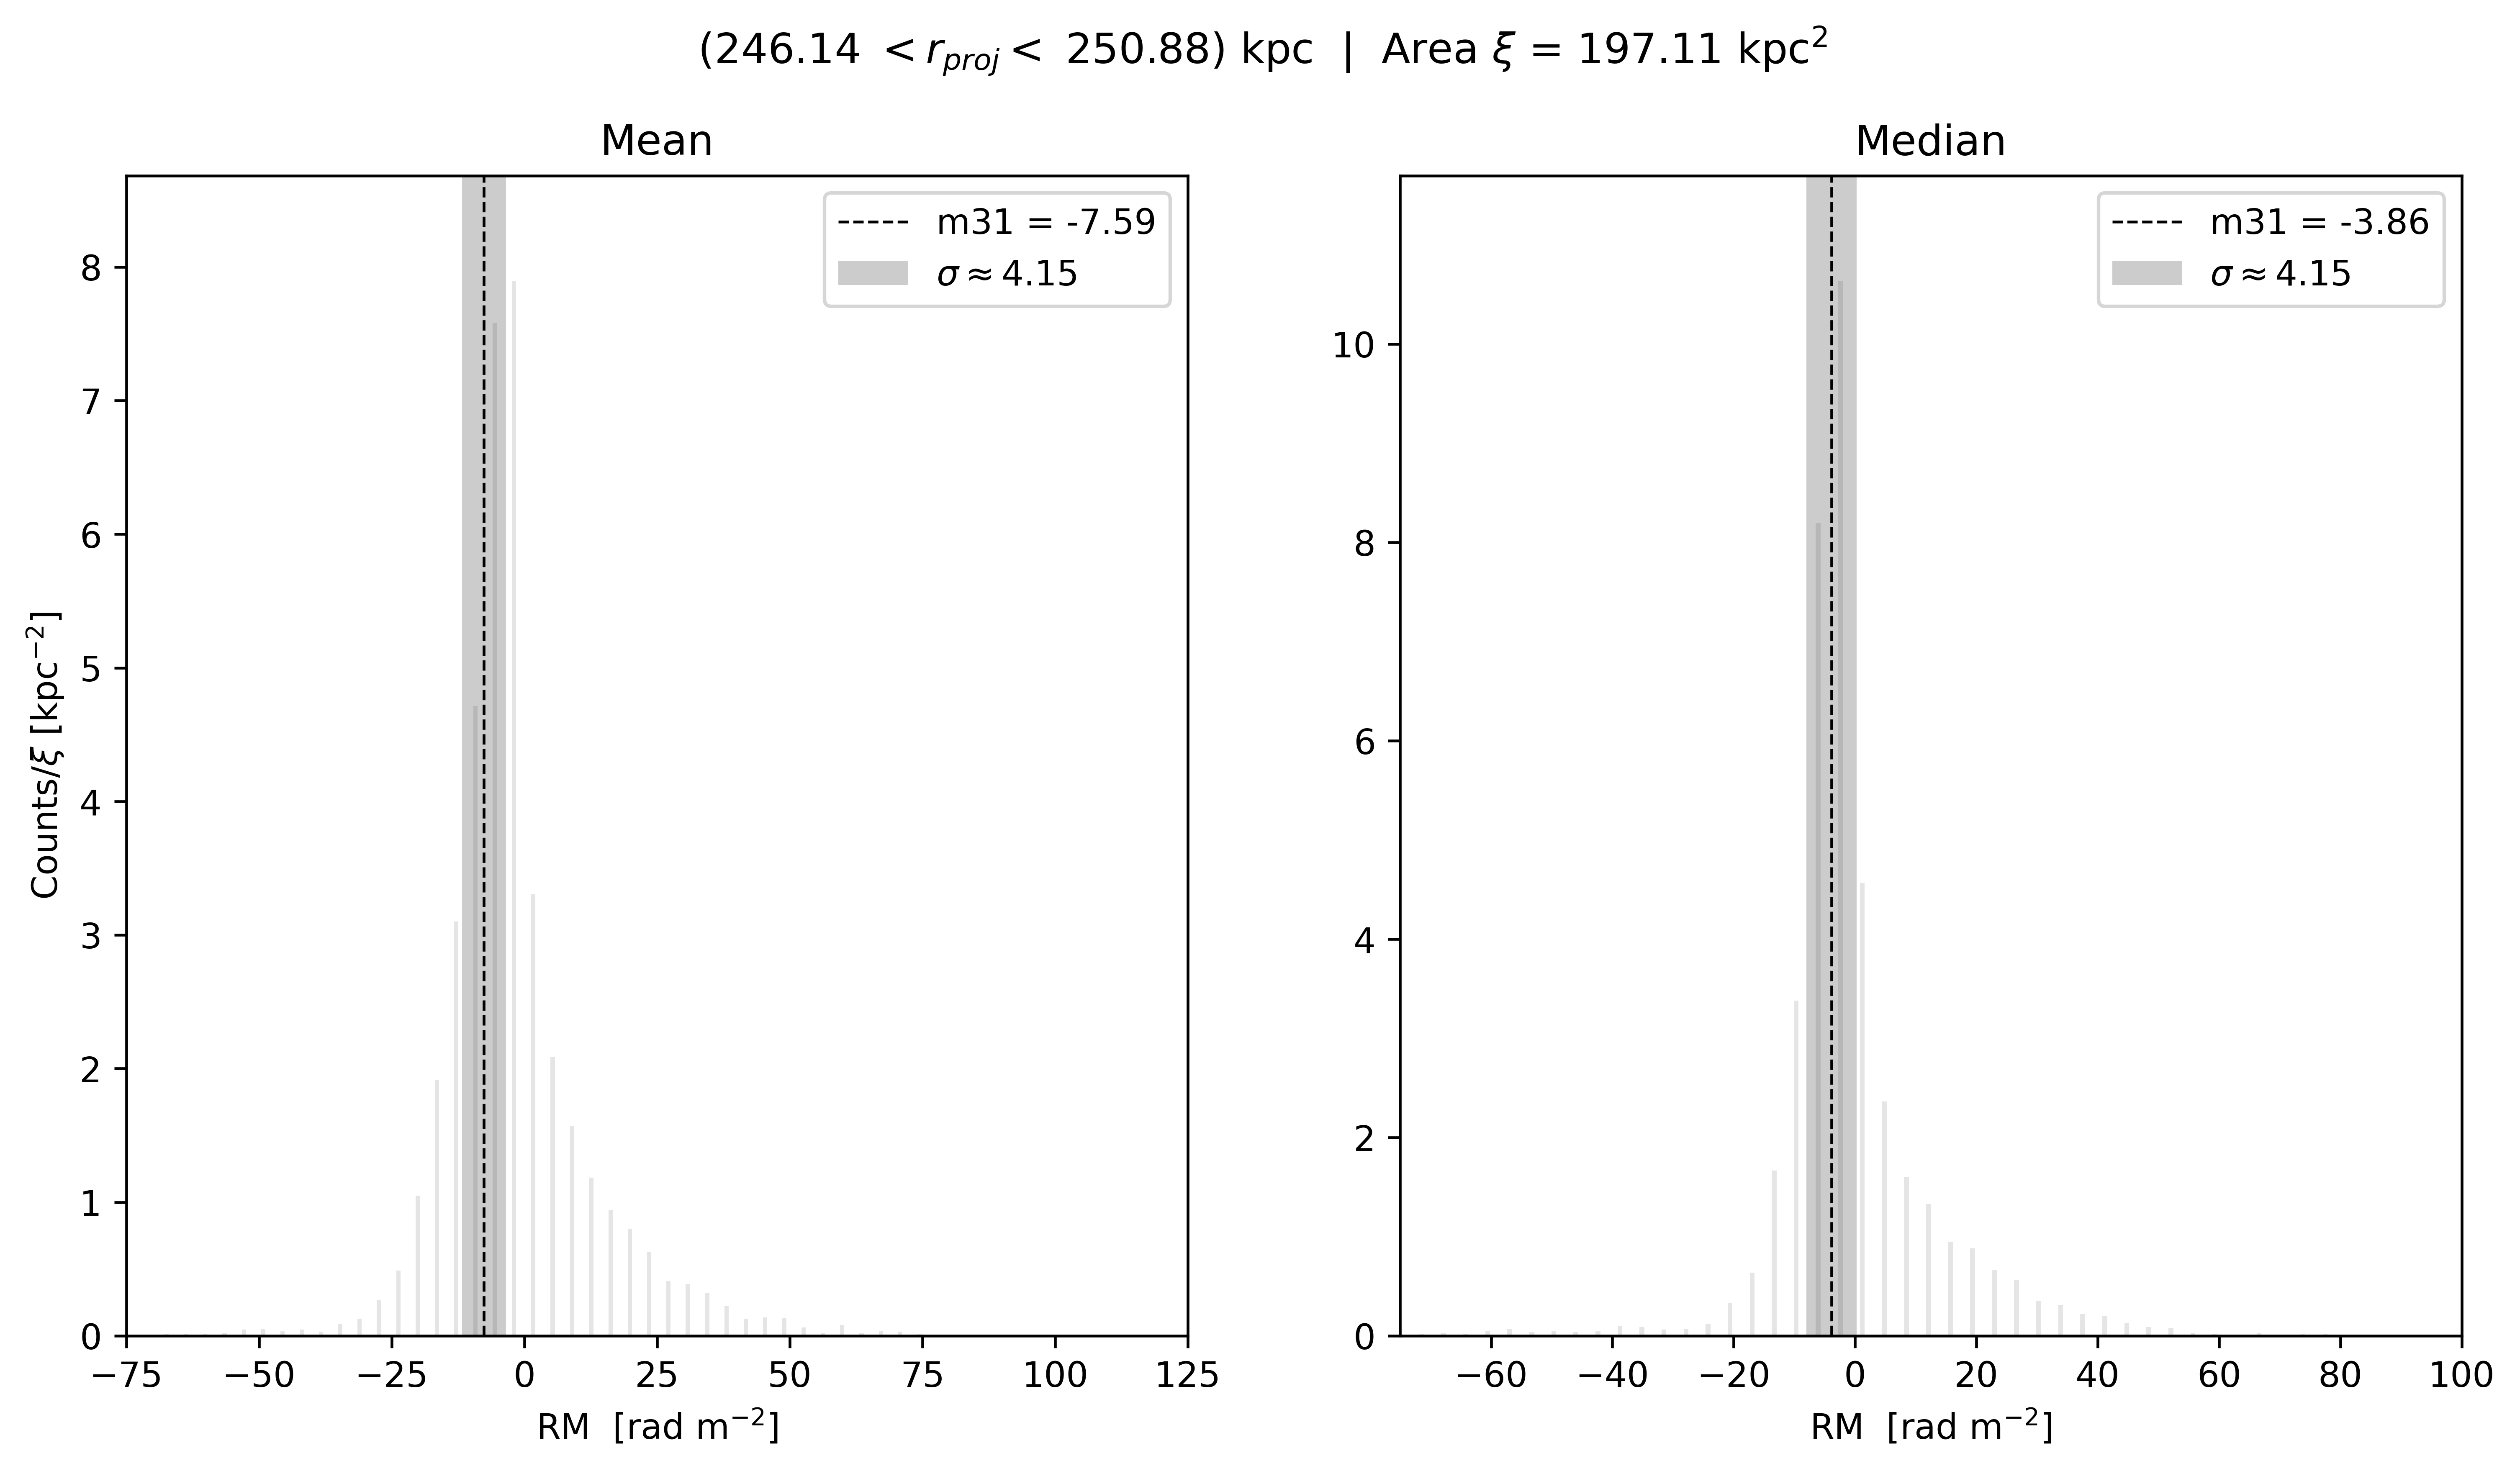 (246.14 < r_proj < 250.88) kpc | Area ξ = 197.11 kpc²
Mean
m31 = -7.59
σ ≈ 4.15
8
7
6
5
4
3
2
1
0
Counts/ξ [kpc⁻²]
−75 −50 −25 0 25 50 75 100 125
RM [rad m⁻²]
Median
m31 = -3.86
σ ≈ 4.15
10
8
6
4
2
0
−60 −40 −20 0 20 40 60 80 100
RM [rad m⁻²]